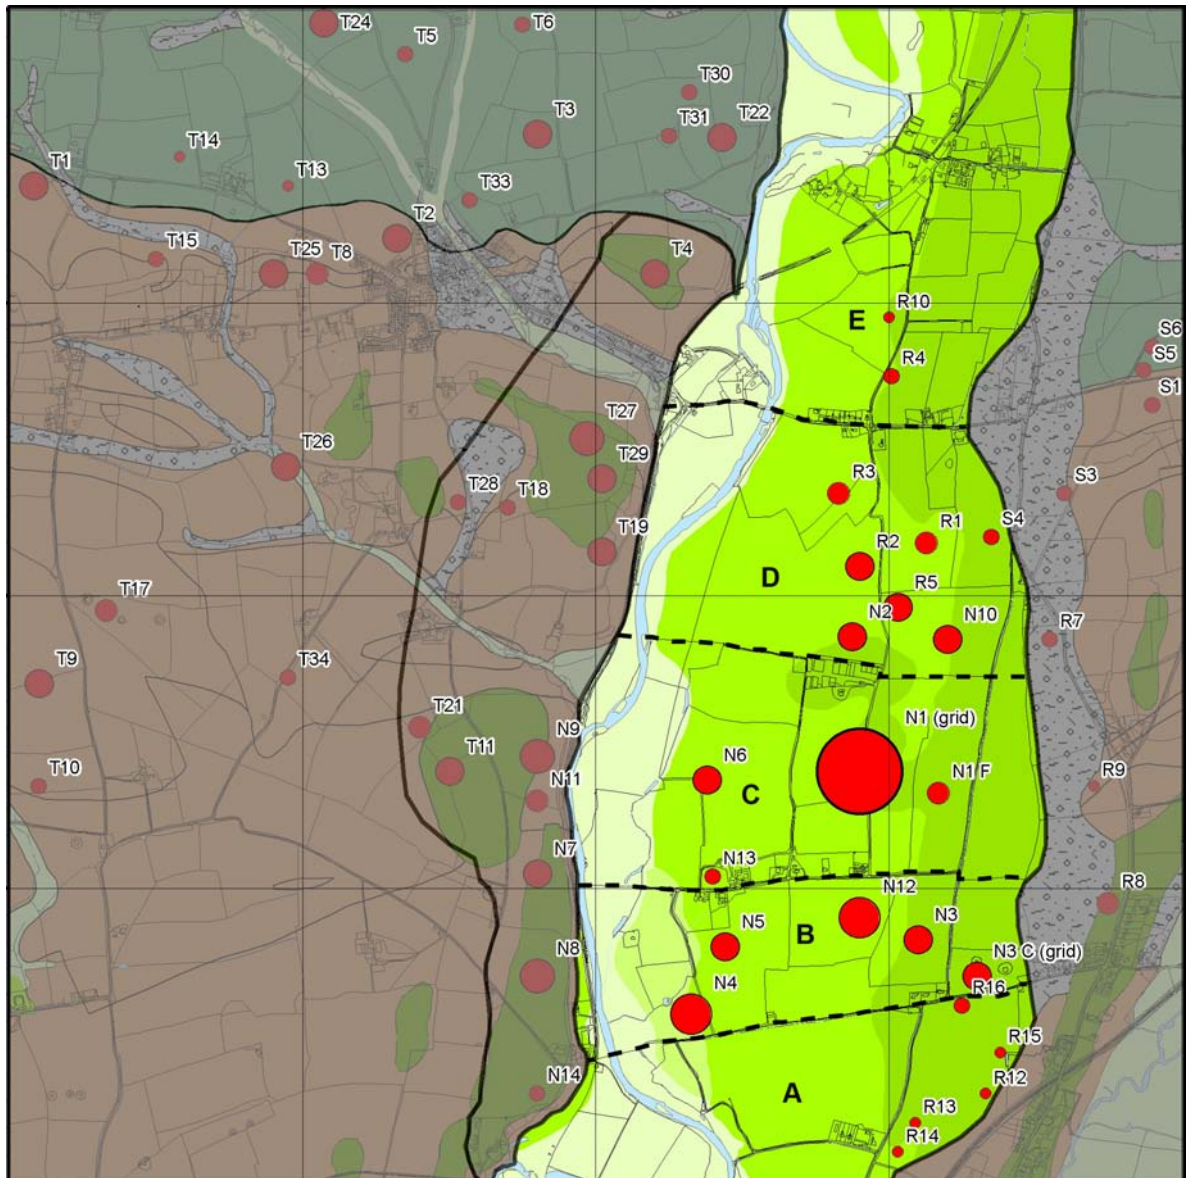 T24
T6
T5
T30
T3
T31
T22
T14
T1
T13
T33
T2
T15
T25
T8
T4
R10
E
S6
S5
R4
S1
T27
T26
T29
R3
T28
T18
S3
R1
S4
T19
R2
D
R5
T17
N2
N10
R7
T9
T34
T21
N1 (grid)
N9
T11
N6
T10
N11
C
N1 F
R9
N7
N13
R8
N12
N5
B
N3
N8
N3 C (grid)
N4
R16
R15
N14
A
R12
R13
R14